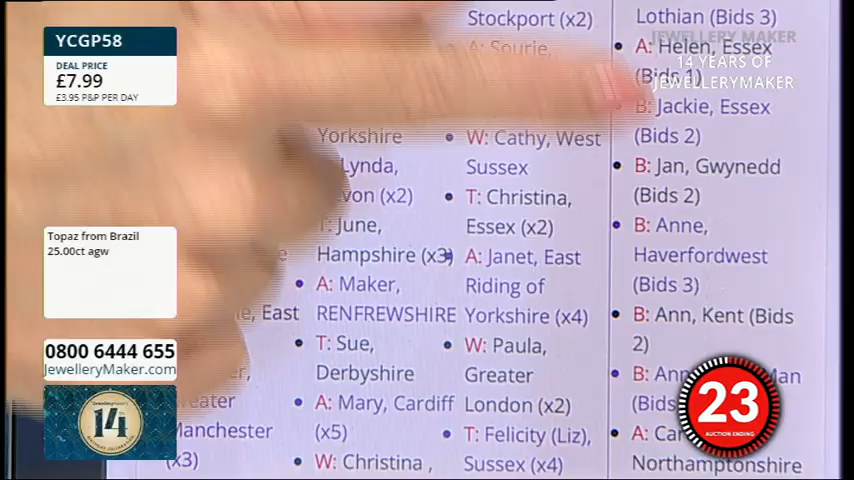 YCGP58
DEAL PRICE
£7.99
£3.95 P&P PER DAY
Topaz from Brazil
25.00ct agw
0800 6444 655
JewelleryMaker.com
14
e, East
Manchester
(x3)
Yorkshire
Lynda,
(x2)
June,
Hampshire (x3)
A: Maker,
RENFREWSHIRE
T: Sue,
Derbyshire
A: Mary, Cardiff
(x5)
W: Christina ,
Stockport (x2)
A: Sourie,
W: Cathy, West
Sussex
T: Christina,
Essex (x2)
A: Janet, East
Riding of
Yorkshire (x4)
W: Paula,
Greater
London (x2)
T: Felicity (Liz),
Sussex (x4)
Lothian (Bids 3)
A: Helen, Essex
(Bids 1)
B: Jackie, Essex
(Bids 2)
B: Jan, Gwynedd
(Bids 2)
B: Anne,
Haverfordwest
(Bids 3)
B: Ann, Kent (Bids
2)
B:
(Bids
A:
Northamptonshire
JEWELLERY MAKER
14 YEARS OF
JEWELLERYMAKER
23
AUCTION ENDING